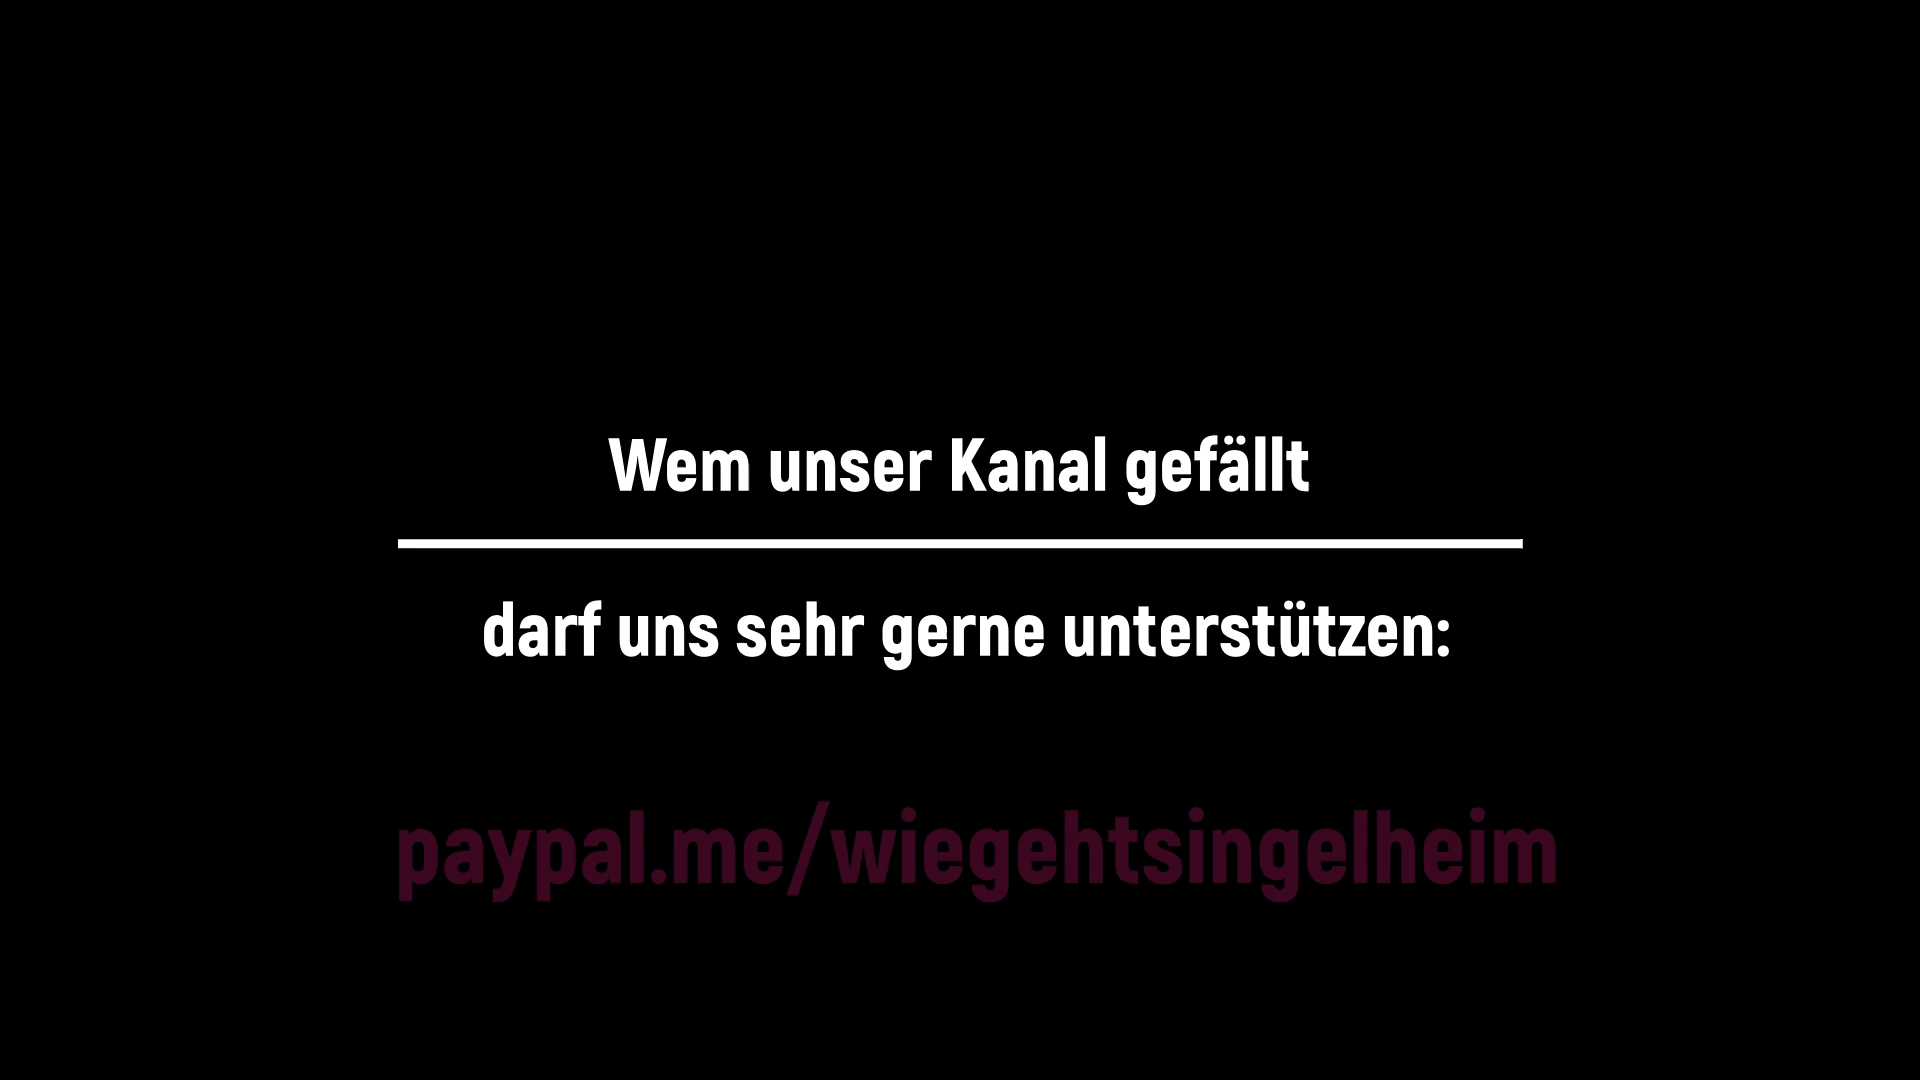 Wem unser Kanal gefällt
darf uns sehr gerne unterstützen:
paypal.me/wiegehtsingelheim